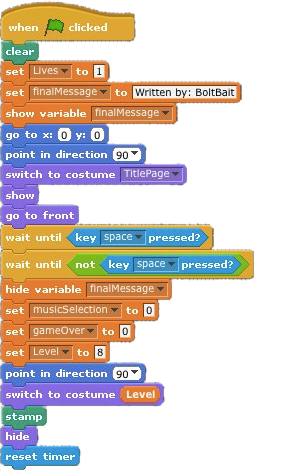 when clicked
clear
set Lives to 1
set finalMessage to Written by: BoltBait
show variable finalMessage
go to x: 0 y: 0
point in direction 90
switch to costume TitlePage
show
go to front
wait until key space pressed?
wait until not key space pressed?
hide variable finalMessage
set musicSelection to 0
set gameOver to 0
set Level to 8
point in direction 90
switch to costume Level
stamp
hide
reset timer